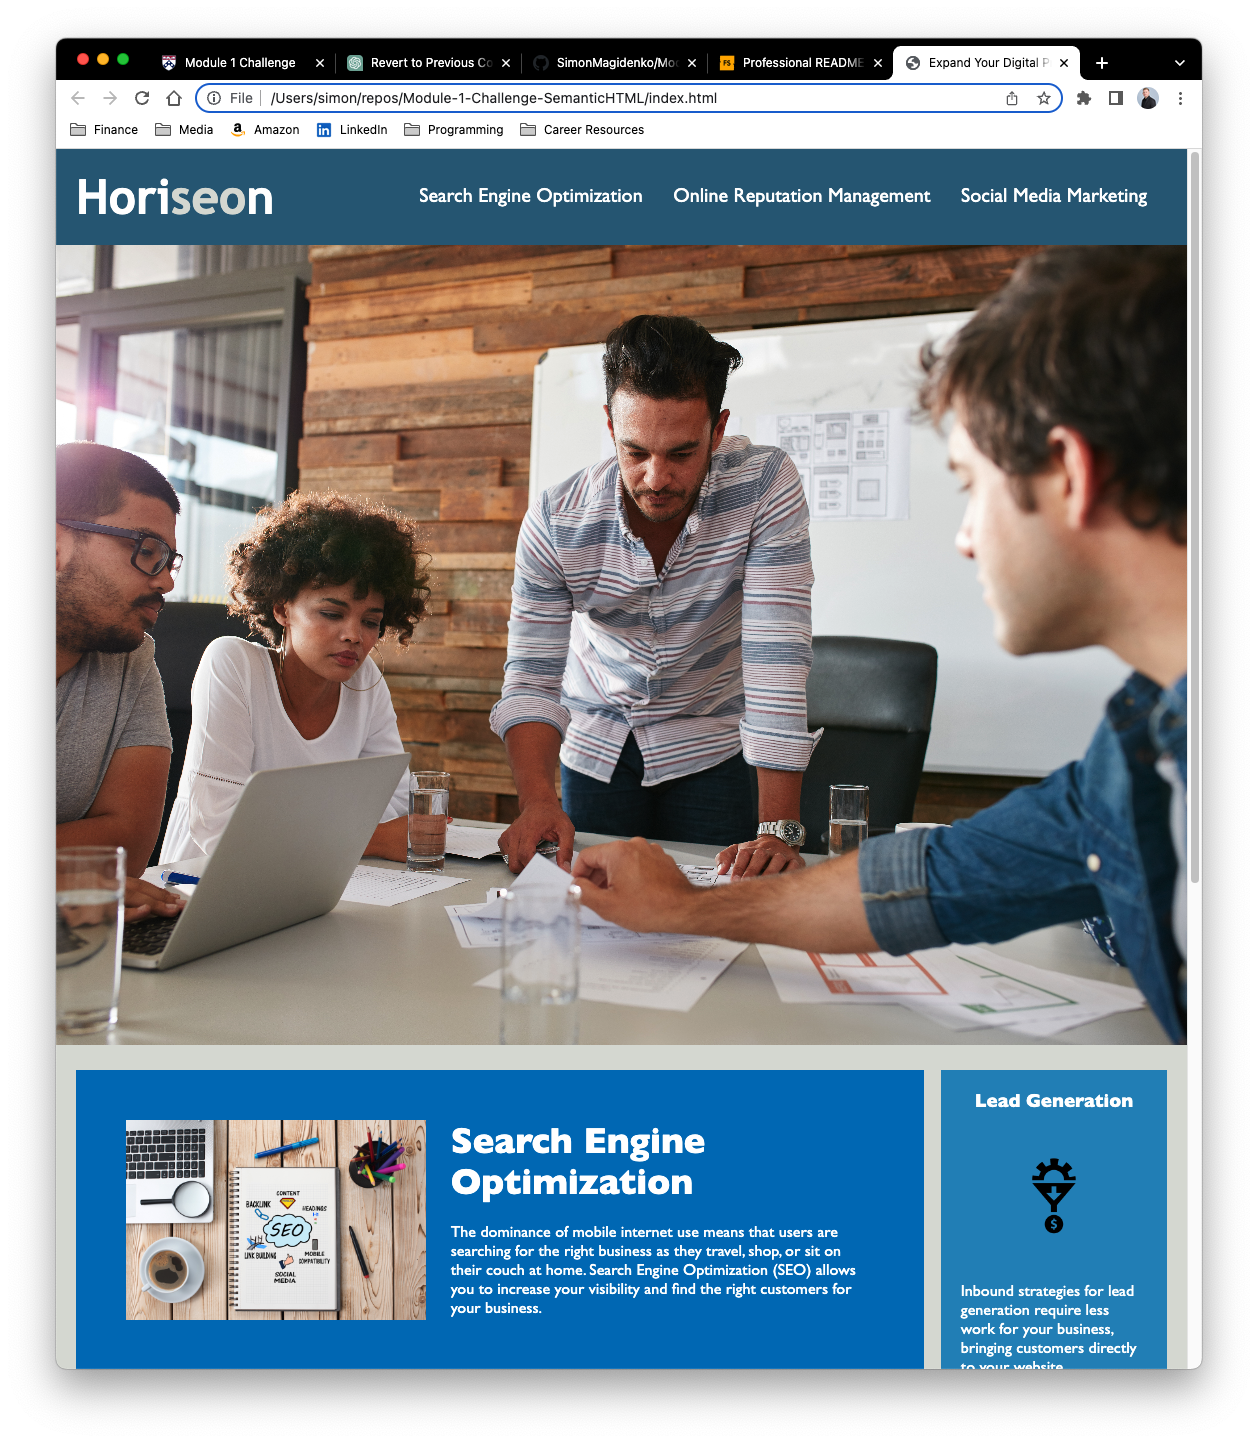 Module 1 Challenge
Revert to Previous Co
SimonMagidenko/Mod
Professional README
Expand Your Digital P
File
/Users/simon/repos/Module-1-Challenge-SemanticHTML/index.html
Finance
Media
Amazon
LinkedIn
Programming
Career Resources
Horiseon
Search Engine Optimization
Online Reputation Management
Social Media Marketing
CONTENT
BACKLINK
HEADINGS
SEO
LINK BUILDING
MOBILE
COMPATIBILITY
SOCIAL
MEDIA
Search Engine
Optimization
The dominance of mobile internet use means that users are
searching for the right business as they travel, shop, or sit on
their couch at home. Search Engine Optimization (SEO) allows
you to increase your visibility and find the right customers for
your business.
Lead Generation
$
Inbound strategies for lead
generation require less
work for your business,
bringing customers directly
to your website.